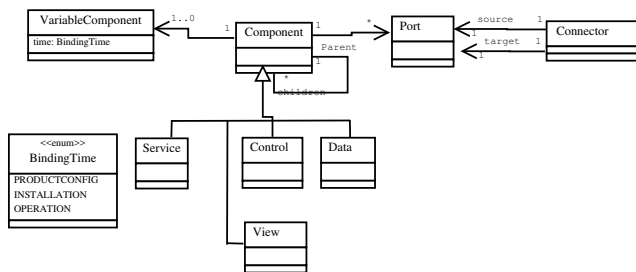 VariableComponent
time: BindingTime
1..0
1
Component
1
*
Parent
1
*
children
Port
source
1
1
target
1
1
Connector
<<enum>>
BindingTime
PRODUCTCONFIG
INSTALLATION
OPERATION
Service
Control
Data
View